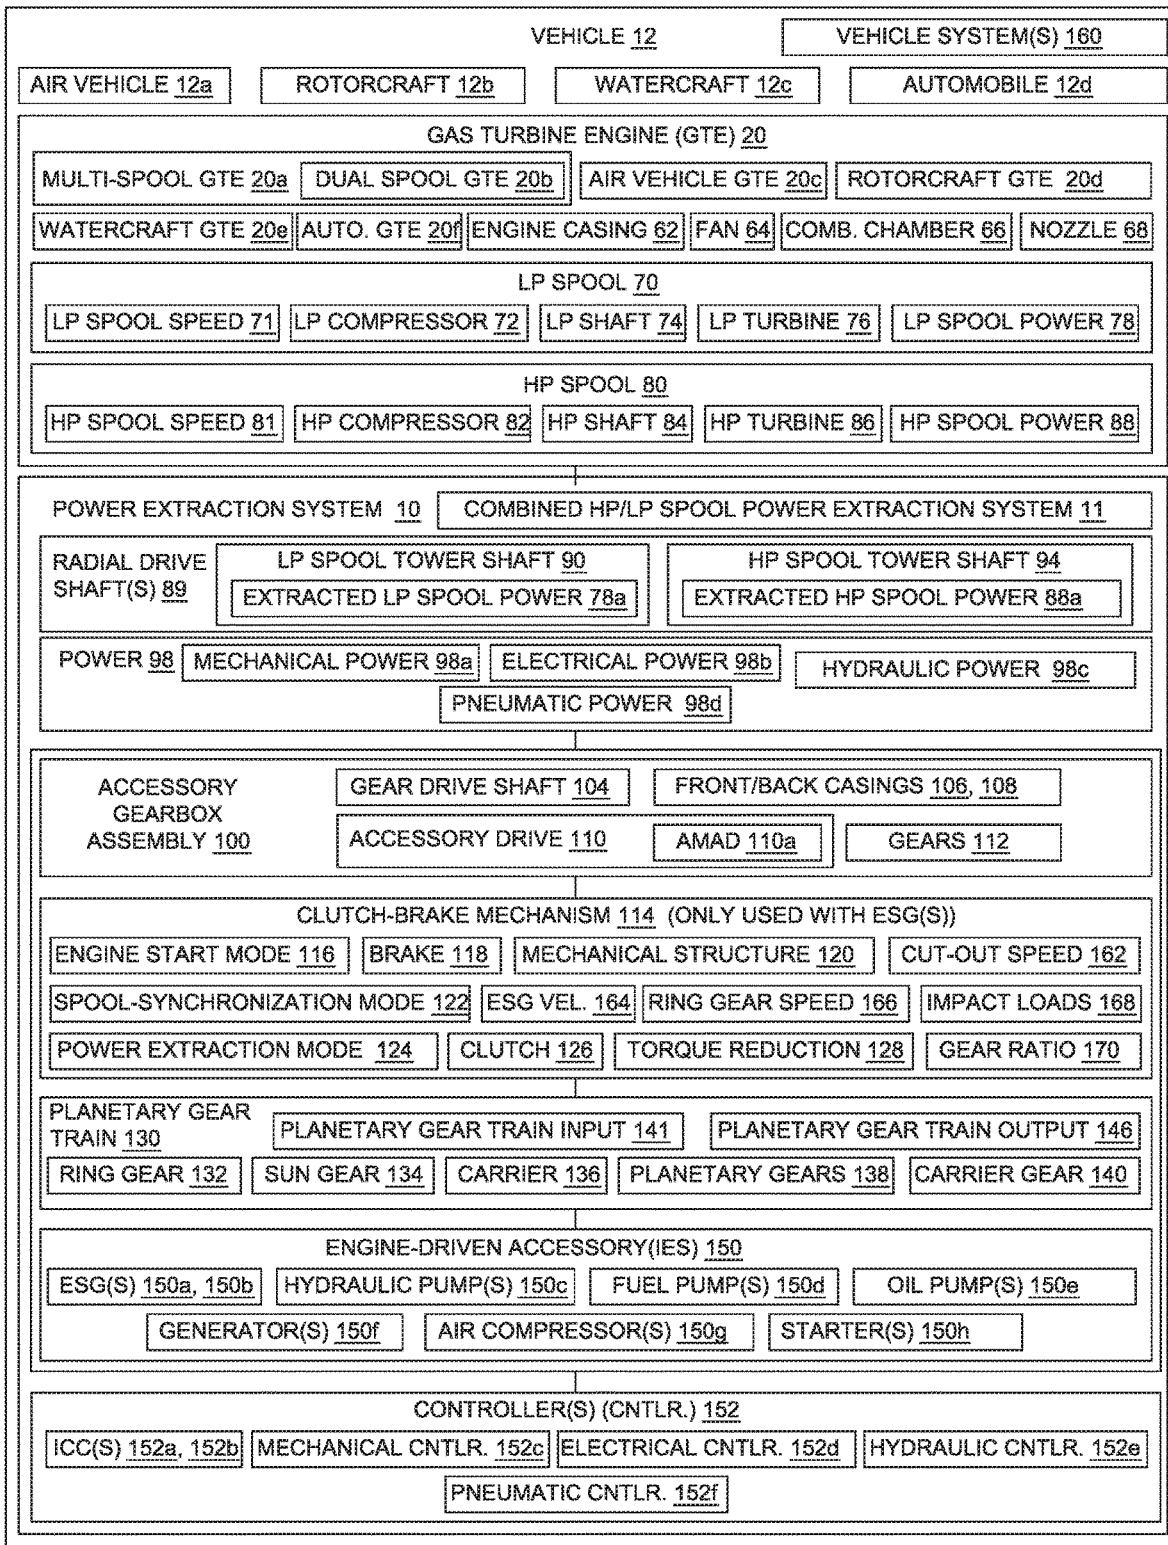 VEHICLE 12 VEHICLE SYSTEM(S) 160
AIR VEHICLE 12a ROTORCRAFT 12b WATERCRAFT 12c AUTOMOBILE 12d
GAS TURBINE ENGINE (GTE) 20
MULTI-SPOOL GTE 20a DUAL SPOOL GTE 20b AIR VEHICLE GTE 20c ROTORCRAFT GTE 20d
WATERCRAFT GTE 20e AUTO. GTE 20f ENGINE CASING 62 FAN 64 COMB. CHAMBER 66 NOZZLE 68
LP SPOOL 70
LP SPOOL SPEED 71 LP COMPRESSOR 72 LP SHAFT 74 LP TURBINE 76 LP SPOOL POWER 78
HP SPOOL 80
HP SPOOL SPEED 81 HP COMPRESSOR 82 HP SHAFT 84 HP TURBINE 86 HP SPOOL POWER 88
POWER EXTRACTION SYSTEM 10 COMBINED HP/LP SPOOL POWER EXTRACTION SYSTEM 11
RADIAL DRIVE LP SPOOL TOWER SHAFT 90 HP SPOOL TOWER SHAFT 94
SHAFT(S) 89 EXTRACTED LP SPOOL POWER 78a EXTRACTED HP SPOOL POWER 88a
POWER 98 MECHANICAL POWER 98a ELECTRICAL POWER 98b HYDRAULIC POWER 98c
PNEUMATIC POWER 98d
ACCESSORY GEAR DRIVE SHAFT 104 FRONT/BACK CASINGS 106, 108
GEARBOX
ASSEMBLY 100 ACCESSORY DRIVE 110 AMAD 110a GEARS 112
CLUTCH-BRAKE MECHANISM 114 (ONLY USED WITH ESG(S))
ENGINE START MODE 116 BRAKE 118 MECHANICAL STRUCTURE 120 CUT-OUT SPEED 162
SPOOL-SYNCHRONIZATION MODE 122 ESG VEL. 164 RING GEAR SPEED 166 IMPACT LOADS 168
POWER EXTRACTION MODE 124 CLUTCH 126 TORQUE REDUCTION 128 GEAR RATIO 170
PLANETARY GEAR
TRAIN 130 PLANETARY GEAR TRAIN INPUT 141 PLANETARY GEAR TRAIN OUTPUT 146
RING GEAR 132 SUN GEAR 134 CARRIER 136 PLANETARY GEARS 138 CARRIER GEAR 140
ENGINE-DRIVEN ACCESSORY(IES) 150
ESG(S) 150a, 150b HYDRAULIC PUMP(S) 150c FUEL PUMP(S) 150d OIL PUMP(S) 150e
GENERATOR(S) 150f AIR COMPRESSOR(S) 150g STARTER(S) 150h
CONTROLLER(S) (CNTLR.) 152
ICC(S) 152a, 152b MECHANICAL CNTLR. 152c ELECTRICAL CNTLR. 152d HYDRAULIC CNTLR. 152e
PNEUMATIC CNTLR. 152f